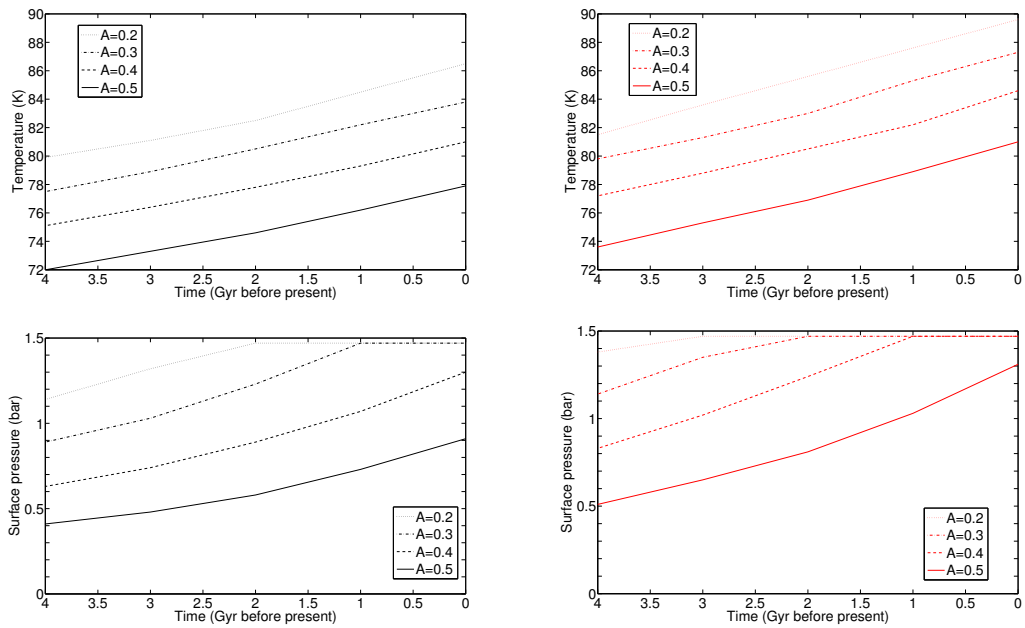 90
88
86
84
82
80
78
76
74
72
Temperature (K)
A=0.2
A=0.3
A=0.4
A=0.5
4 3.5 3 2.5 2 1.5 1 0.5 0
Time (Gyr before present)
90
88
86
84
82
80
78
76
74
72
Temperature (K)
A=0.2
A=0.3
A=0.4
A=0.5
4 3.5 3 2.5 2 1.5 1 0.5 0
Time (Gyr before present)
1.5
1
0.5
0
Surface pressure (bar)
A=0.2
A=0.3
A=0.4
A=0.5
4 3.5 3 2.5 2 1.5 1 0.5 0
Time (Gyr before present)
1.5
1
0.5
0
Surface pressure (bar)
A=0.2
A=0.3
A=0.4
A=0.5
4 3.5 3 2.5 2 1.5 1 0.5 0
Time (Gyr before present)